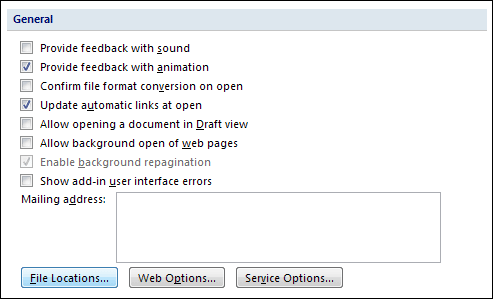 General
Provide feedback with sound
Provide feedback with animation
Confirm file format conversion on open
Update automatic links at open
Allow opening a document in Draft view
Allow background open of web pages
Enable background repagination
Show add-in user interface errors
Mailing address:
File Locations... Web Options... Service Options...